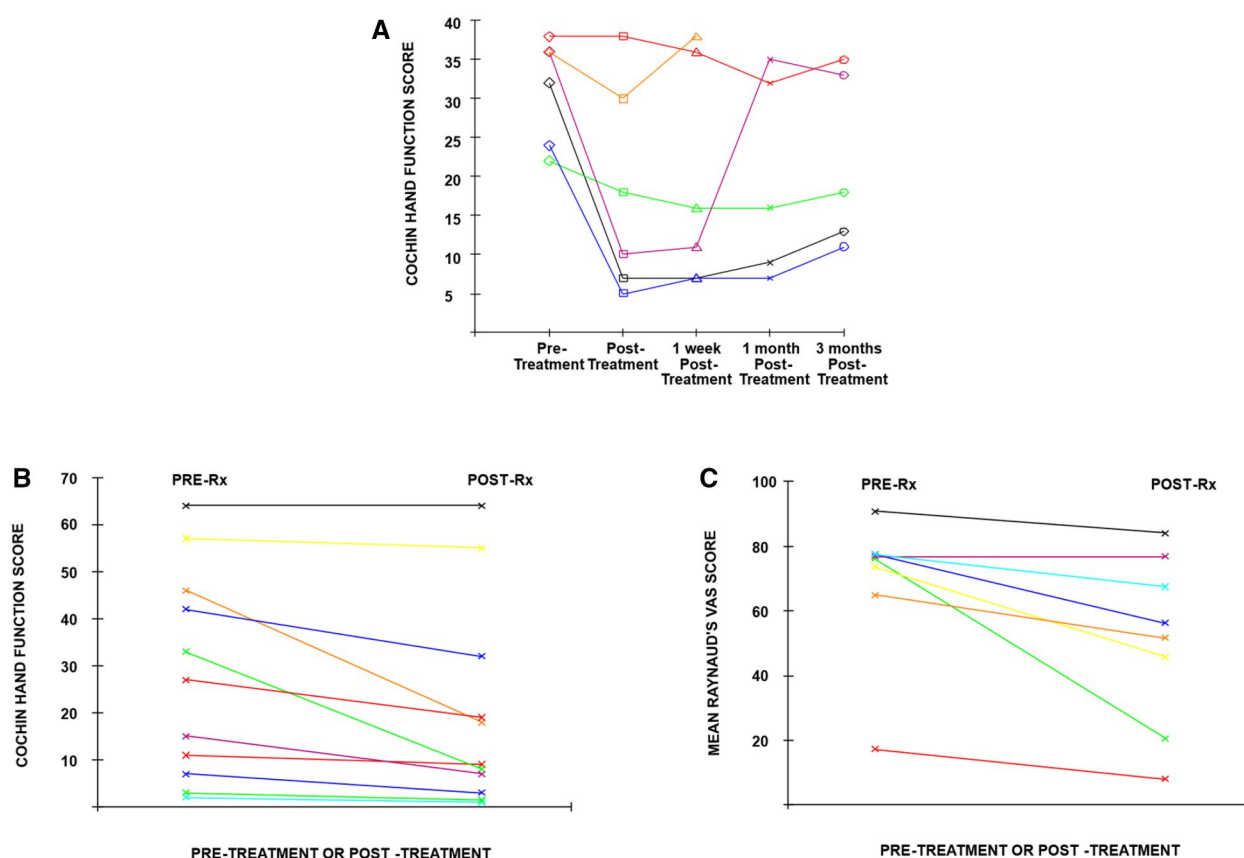 A
COCHIN HAND FUNCTION SCORE
40
35
30
25
20
15
10
5
Pre-
Treatment
Post-
Treatment
1 week
Post-
Treatment
1 month
Post-
Treatment
3 months
Post-
Treatment
B
COCHIN HAND FUNCTION SCORE
70
60
50
40
30
20
10
PRE-Rx
POST-Rx
PRE-TREATMENT OR POST -TREATMENT
C
MEAN RAYNAUD'S VAS SCORE
100
80
60
40
20
PRE-Rx
POST-Rx
PRE-TREATMENT OR POST -TREATMENT